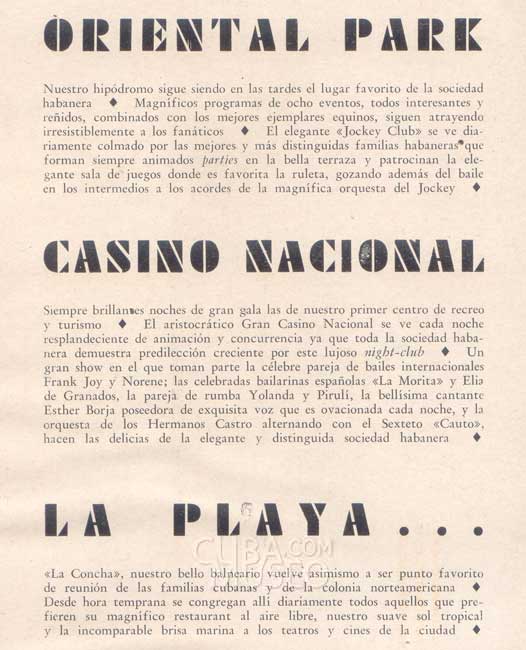 ORIENTAL PARK
Nuestro hipódromo sigue siendo en las tardes el lugar favorito de la sociedad
habanera ♦ Magníficos programas de ocho eventos, todos interesantes y
reñidos, combinados con los mejores ejemplares equinos, siguen atrayendo
irresistiblemente a los fanáticos ♦ El elegante «Jockey Club» se ve dia-
riamente colmado por las mejores y más distinguidas familias habaneras que
forman siempre animados parties en la bella terraza y patrocinan la ele-
gante sala de juegos donde es favorita la ruleta, gozando además del baile
en los intermedios a los acordes de la magnífica orquesta del Jockey ♦
CASINO NACIONAL
Siempre brillantes noches de gran gala las de nuestro primer centro de recreo
y turismo ♦ El aristocrático Gran Casino Nacional se ve cada noche
resplandeciente de animación y concurrencia ya que toda la sociedad haba-
nera demuestra predilección creciente por este lujoso night-club ♦ Un
gran show en el que toman parte la célebre pareja de bailes internacionales
Frank Joy y Norene; las celebradas bailarinas españolas «La Morita» y Elia
de Granados, la pareja de rumba Yolanda y Pirulí, la bellísima cantante
Esther Borja poseedora de exquisita voz que es ovacionada cada noche, y la
orquesta de los Hermanos Castro alternando con el Sexteto «Cauto»,
hacen las delicias de la elegante y distinguida sociedad habanera ♦
LA PLAYA...
CUBA.COM
MUSEO
«La Concha», nuestro bello balneario vuelve asimismo a ser punto favorito
de reunión de las familias cubanas y de la colonia norteamericana ♦
Desde hora temprana se congregan allí diariamente todos aquellos que pre-
fieren su magnífico restaurant al aire libre, nuestro suave sol tropical
y la incomparable brisa marina a los teatros y cines de la ciudad ♦